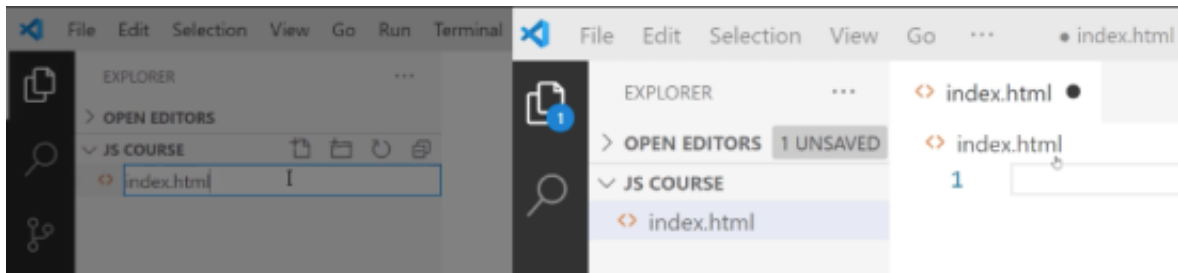 File Edit Selection View Go Run Terminal
EXPLORER ...
OPEN EDITORS
JS COURSE
index.html
File Edit Selection View Go ... ● index.html
EXPLORER ...
1
OPEN EDITORS 1 UNSAVED
JS COURSE
index.html
index.html ●
index.html
1